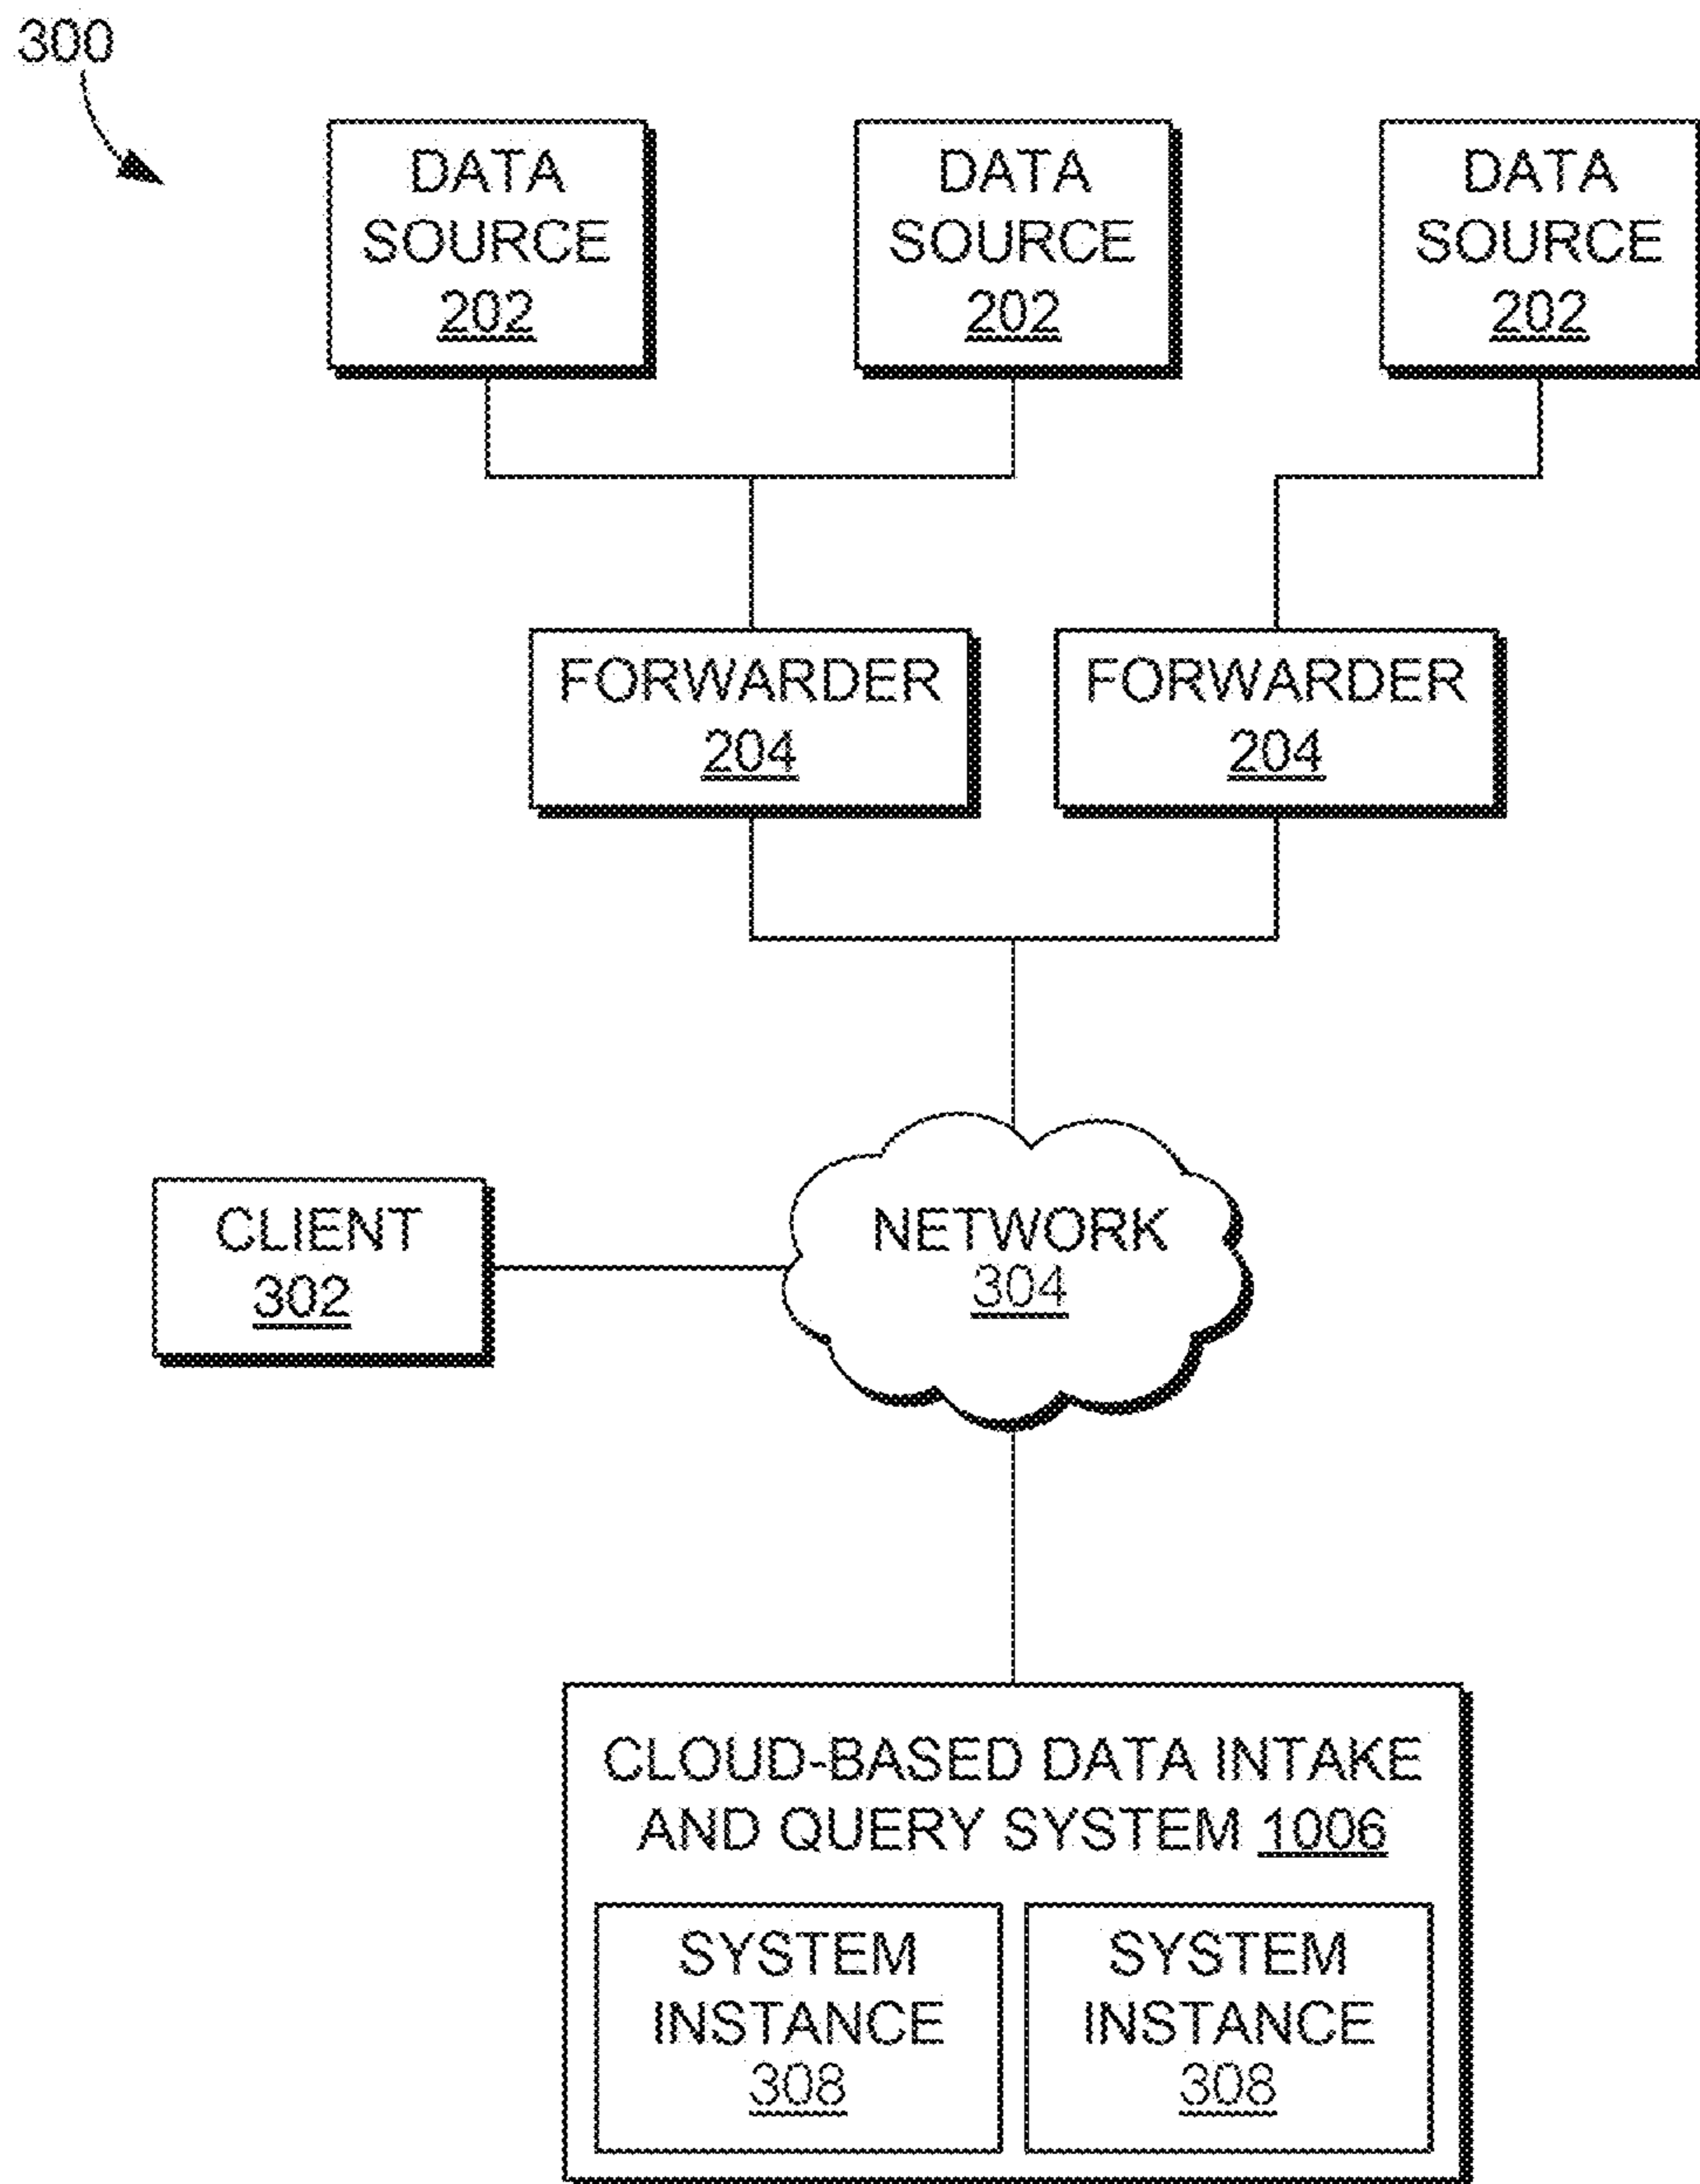 300
DATA
SOURCE
202
DATA
SOURCE
202
DATA
SOURCE
202
FORWARDER
204
FORWARDER
204
CLIENT
302
NETWORK
304
CLOUD-BASED DATA INTAKE
AND QUERY SYSTEM 1006
SYSTEM
INSTANCE
308
SYSTEM
INSTANCE
308